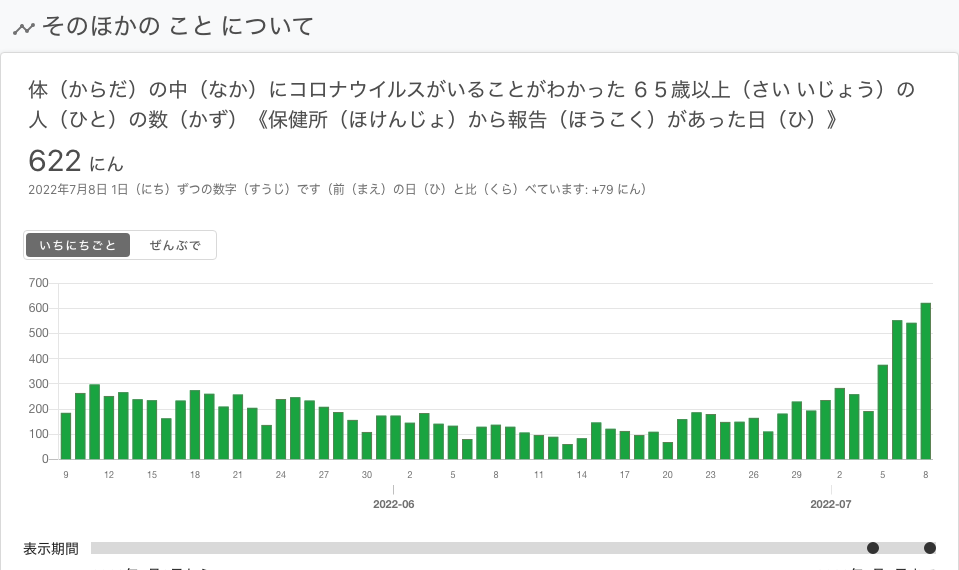 そのほかの こと について
体（からだ）の中（なか）にコロナウイルスがいることがわかった ６５歳以上（さい いじょう）の
人（ひと）の数（かず）《保健所（ほけんじょ）から報告（ほうこく）があった日（ひ）》
622 にん
2022年7月8日 1日（にち）ずつの数字（すうじ）です（前（まえ）の日（ひ）と比（くら）べています: +79 にん）
いちにちごと ぜんぶで
700
600
500
400
300
200
100
0
9 12 15 18 21 24 27 30 2 5 8 11 14 17 20 23 26 29 2 5 8
2022-06 2022-07
表示期間